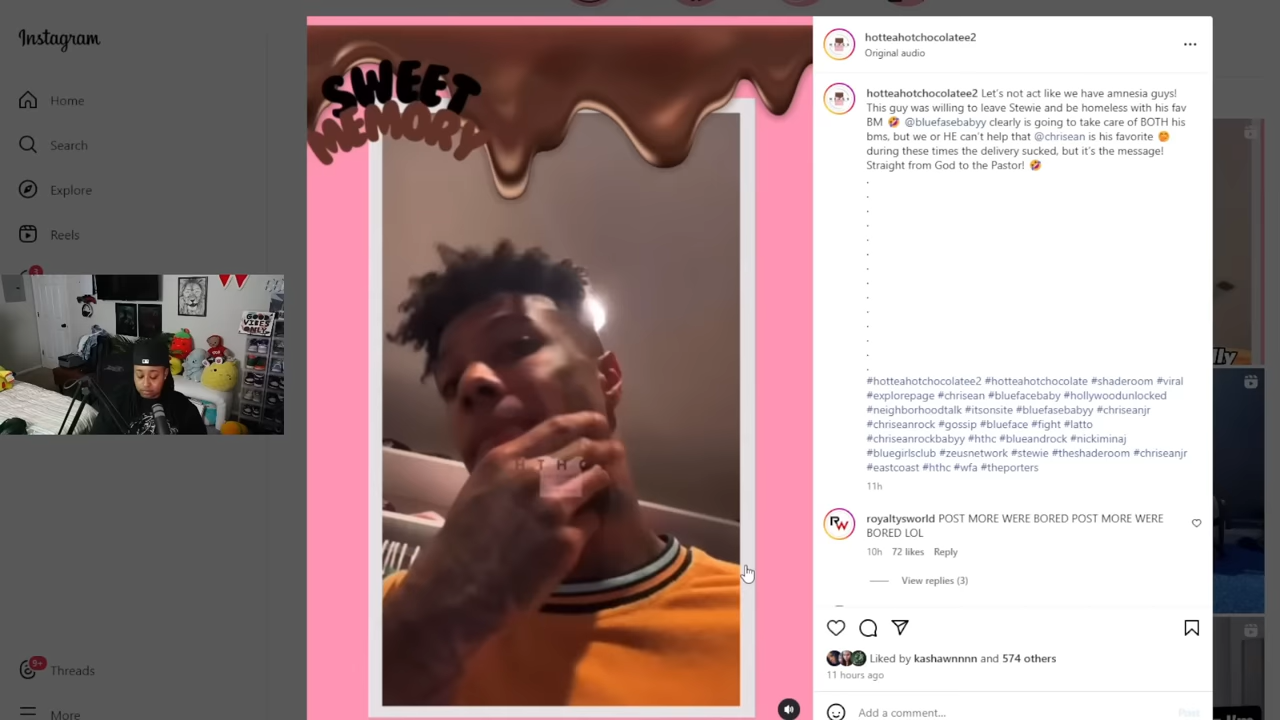 Instagram
Home
Search
Explore
Reels
9+
Threads
More
SWEET
MEMORY
H T H C
GOOD
VIBES
ONLY
hotteahotchocolatee2
Original audio
hotteahotchocolatee2 Let's not act like we have amnesia guys!
This guy was willing to leave Stewie and be homeless with his fav
BM 🤣 @bluefasebabyy clearly is going to take care of BOTH his
bms, but we or HE can't help that @chrisean is his favorite 🤭
during these times the delivery sucked, but it's the message!
Straight from God to the Pastor! 🤣
.
.
.
.
.
.
.
.
.
.
.
.
.
.
#hotteahotchocolatee2 #hotteahotchocolate #shaderoom #viral
#explorepage #chrisean #bluefacebaby #hollywoodunlocked
#neighborhoodtalk #itsonsite #bluefasebabyy #chriseanjr
#chriseanrock #gossip #blueface #fight #latto
#chriseanrockbabyy #hthc #blueandrock #nickiminaj
#bluegirlsclub #zeusnetwork #stewie #theshaderoom #chriseanjr
#eastcoast #hthc #wfa #theporters
11h
RW
royaltysworld POST MORE WERE BORED POST MORE WERE
BORED LOL
10h 72 likes Reply
View replies (3)
Liked by kashawnnnn and 574 others
11 hours ago
Add a comment...
Post